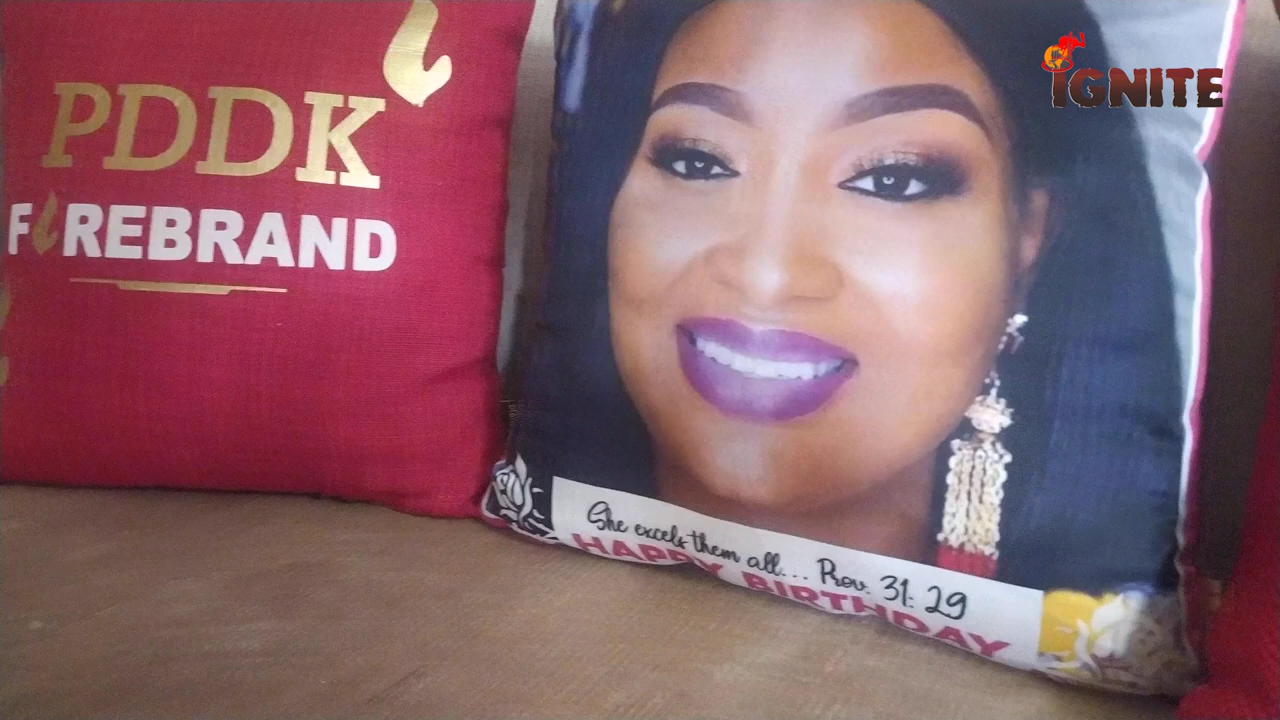 PDDK
FIREBRAND
IGNITE
She excels them all... Prov. 31: 29
HAPPY BIRTHDAY